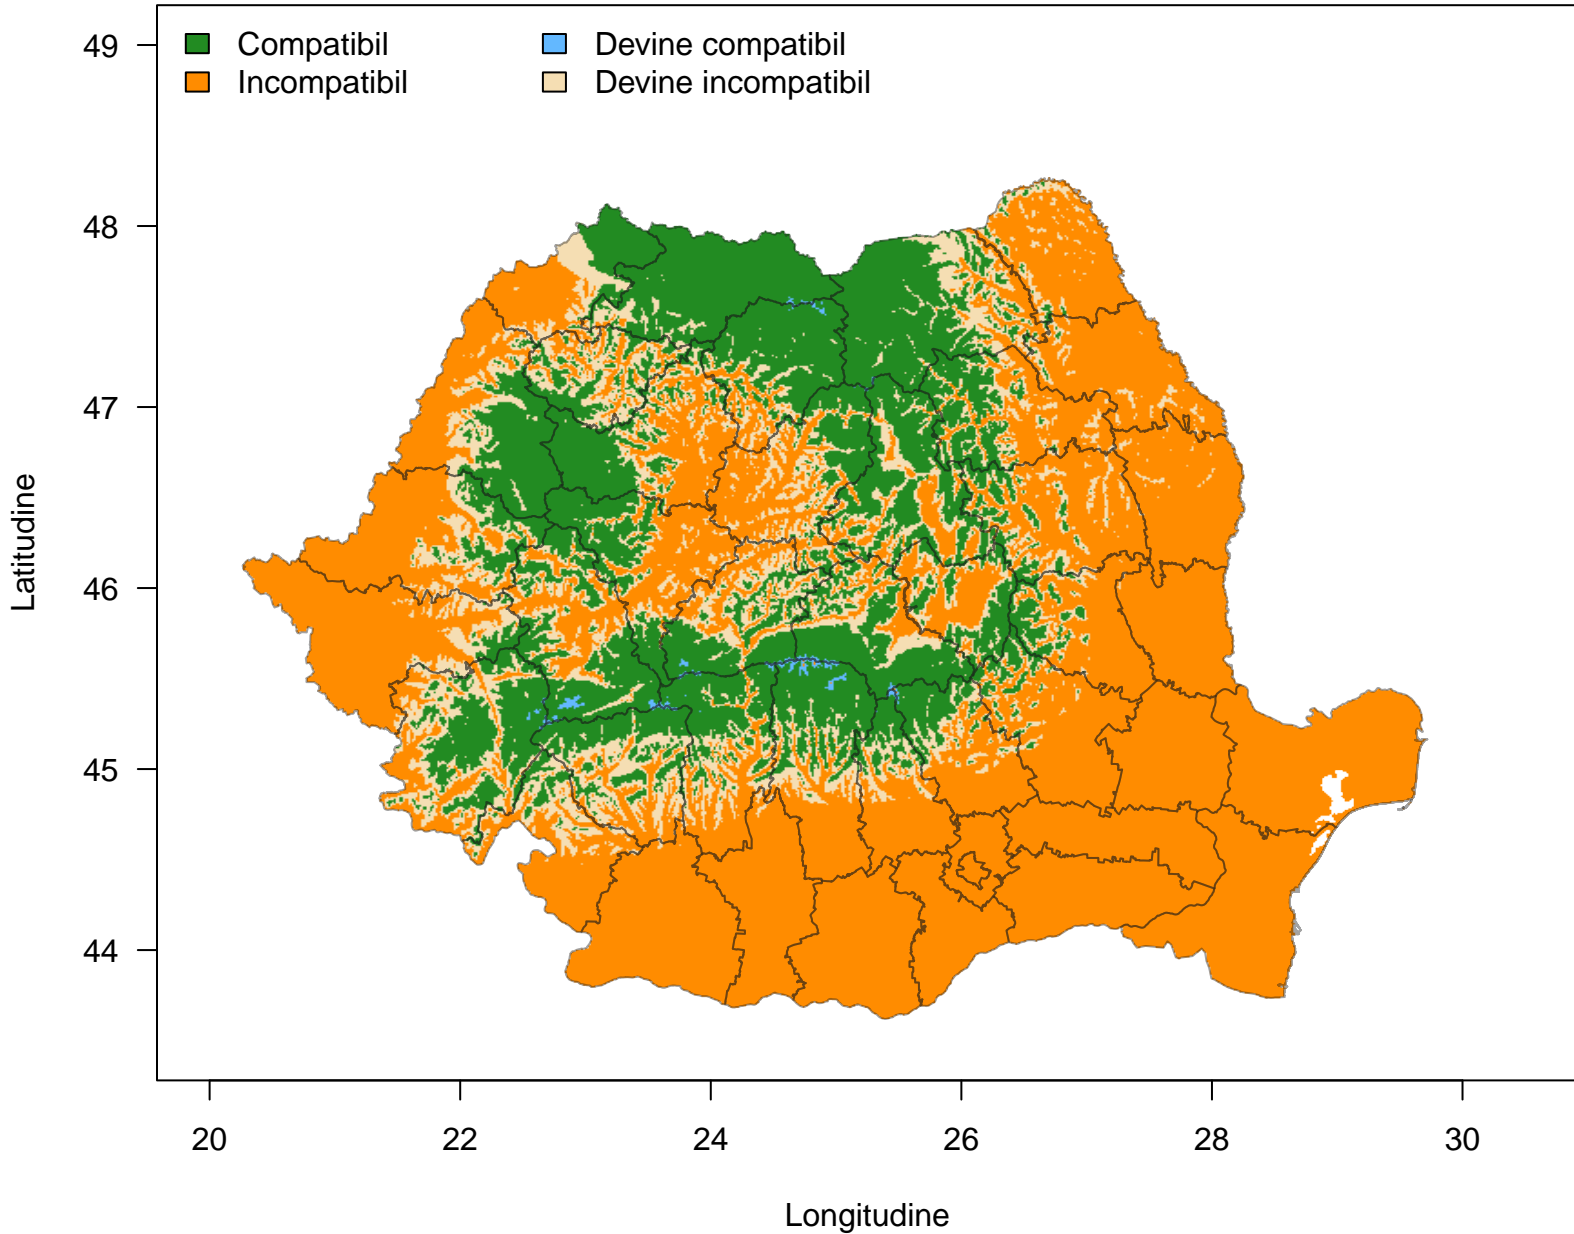 Compatibil
Incompatibil
Devine compatibil
Devine incompatibil
49
48
47
46
45
44
Latitudine
20 22 24 26 28 30
Longitudine